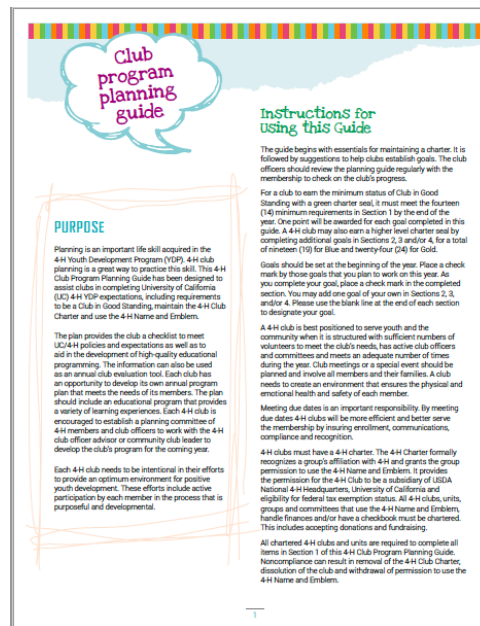 Club
program
planning
guide
PURPOSE
Planning is an important life skill acquired in the
4-H Youth Development Program (YDP). 4-H club
planning is a great way to practice this skill. This 4-H
Club Program Planning Guide has been designed to
assist clubs in completing University of California
(UC) 4-H YDP expectations, including requirements
to be a Club in Good Standing, maintain the 4-H Club
Charter and use the 4-H Name and Emblem.
The plan provides the club a checklist to meet
UC/4-H policies and expectations as well as to
aid in the development of high-quality educational
programming. The information can also be used
as an annual club evaluation tool. Each club has
an opportunity to develop its own annual program
plan that meets the needs of its members. The plan
should include an educational program that provides
a variety of learning experiences. Each 4-H club is
encouraged to establish a planning committee of
4-H members and club officers to work with the 4-H
club officer advisor or community club leader to
develop the club's program for the coming year.
Each 4-H club needs to be intentional in their efforts
to provide an optimum environment for positive
youth development. These efforts include active
participation by each member in the process that is
purposeful and developmental.
Instructions for
Using this Guide
The guide begins with essentials for maintaining a charter. It is
followed by suggestions to help clubs establish goals. The club
officers should review the planning guide regularly with the
membership to check on the club's progress.
For a club to earn the minimum status of Club in Good
Standing with a green charter seal, it must meet the fourteen
(14) minimum requirements in Section 1 by the end of the
year. One point will be awarded for each goal completed in this
guide. A 4-H club may also earn a higher level charter seal by
completing additional goals in Sections 2, 3 and/or 4, for a total
of nineteen (19) for Blue and twenty-four (24) for Gold.
Goals should be set at the beginning of the year. Place a check
mark by those goals that you plan to work on this year. As
you complete your goal, place a check mark in the completed
section. You may add one goal of your own in Sections 2, 3,
and/or 4. Please use the blank line at the end of each section
to designate your goal.
A 4-H club is best positioned to serve youth and the
community when it is structured with sufficient numbers of
volunteers to meet the club's needs, has active club officers
and committees and meets an adequate number of times
during the year. Club meetings or a special event should be
planned and involve all members and their families. A club
needs to create an environment that ensures the physical and
emotional health and safety of each member.
Meeting due dates is an important responsibility. By meeting
due dates 4-H clubs will be more efficient and better serve
the membership by insuring enrollment, communications,
compliance and recognition.
4-H clubs must have a 4-H charter. The 4-H Charter formally
recognizes a group's affiliation with 4-H and grants the group
permission to use the 4-H Name and Emblem. It provides
the permission for the 4-H Club to be a subsidiary of USDA
National 4-H Headquarters, University of California and
eligibility for federal tax exemption status. All 4-H clubs, units,
groups and committees that use the 4-H Name and Emblem,
handle finances and/or have a checkbook must be chartered.
This includes accepting donations and fundraising.
All chartered 4-H clubs and units are required to complete all
items in Section 1 of this 4-H Club Program Planning Guide.
Noncompliance can result in removal of the 4-H Club Charter,
dissolution of the club and withdrawal of permission to use the
4-H Name and Emblem.
1